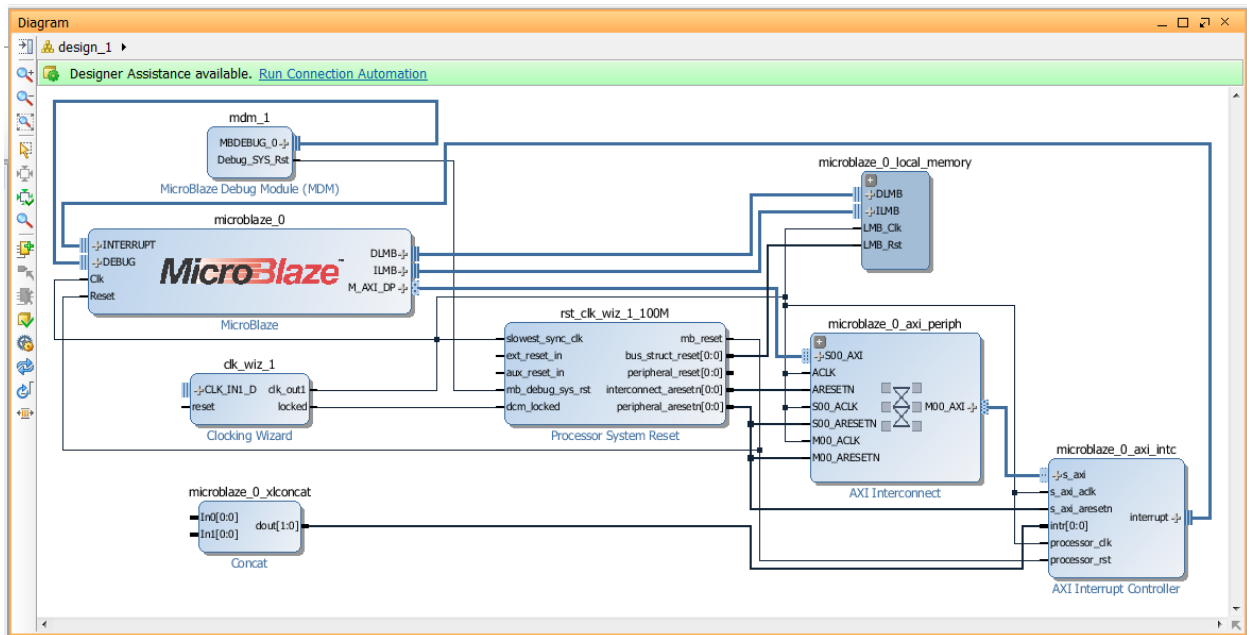 Diagram
design_1
Designer Assistance available. Run Connection Automation
mdm_1
MBDEBUG_0
Debug_SYS_Rst
MicroBlaze Debug Module (MDM)
microblaze_0
INTERRUPT
DEBUG
Clk
Reset
MicroBlaze™
DLMB
ILMB
M_AXI_DP
MicroBlaze
clk_wiz_1
CLK_IN1_D
reset
clk_out1
locked
Clocking Wizard
microblaze_0_xlconcat
In0[0:0]
In1[0:0]
dout[1:0]
Concat
rst_clk_wiz_1_100M
slowest_sync_clk
ext_reset_in
aux_reset_in
mb_debug_sys_rst
dcm_locked
mb_reset
bus_struct_reset[0:0]
peripheral_reset[0:0]
interconnect_aresetn[0:0]
peripheral_aresetn[0:0]
Processor System Reset
microblaze_0_local_memory
DLMB
ILMB
LMB_Clk
LMB_Rst
microblaze_0_axi_periph
S00_AXI
ACLK
ARESETN
S00_ACLK
S00_ARESETN
M00_ACLK
M00_ARESETN
M00_AXI
AXI Interconnect
microblaze_0_axi_intc
s_axi
s_axi_aclk
s_axi_aresetn
intr[0:0]
processor_clk
processor_rst
interrupt
AXI Interrupt Controller